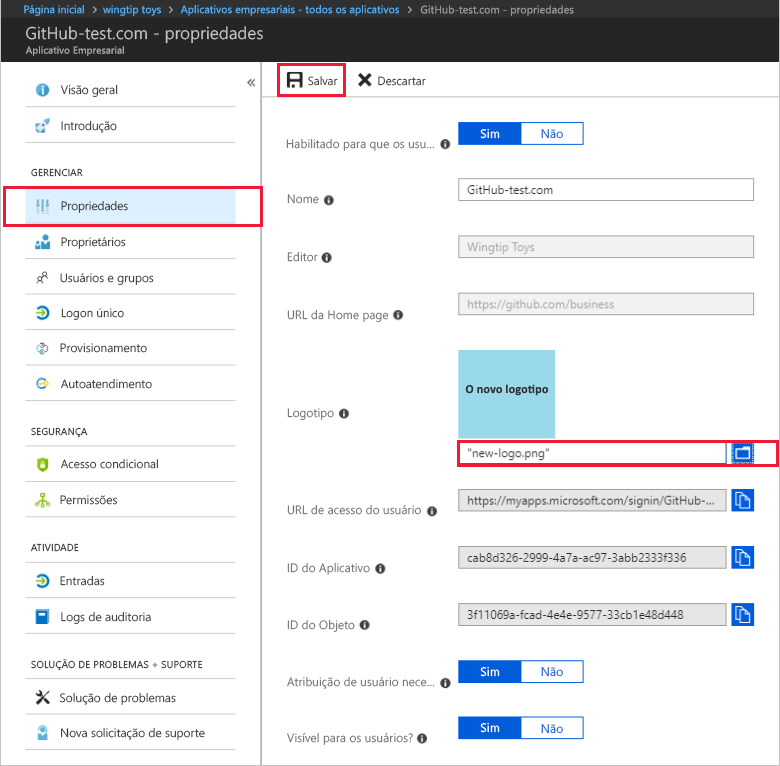 Página inicial > wingtip toys > Aplicativos empresariais - todos os aplicativos > GitHub-test.com - propriedades
GitHub-test.com - propriedades
Aplicativo Empresarial
«
Visão geral
Introdução
GERENCIAR
Propriedades
Proprietários
Usuários e grupos
Logon único
Provisionamento
Autoatendimento
SEGURANÇA
Acesso condicional
Permissões
ATIVIDADE
Entradas
Logs de auditoria
SOLUÇÃO DE PROBLEMAS + SUPORTE
Solução de problemas
Nova solicitação de suporte
Salvar Descartar
Habilitado para que os usu... Sim Não
Nome GitHub-test.com
Editor Wingtip Toys
URL da Home page https://github.com/business
Logotipo O novo logotipo
"new-logo.png"
URL de acesso do usuário https://myapps.microsoft.com/signin/GitHub-...
ID do Aplicativo cab8d326-2999-4a7a-ac97-3abb2333f336
ID do Objeto 3f11069a-fcad-4e4e-9577-33cb1e48d448
Atribuição de usuário nece... Sim Não
Visível para os usuários? Sim Não